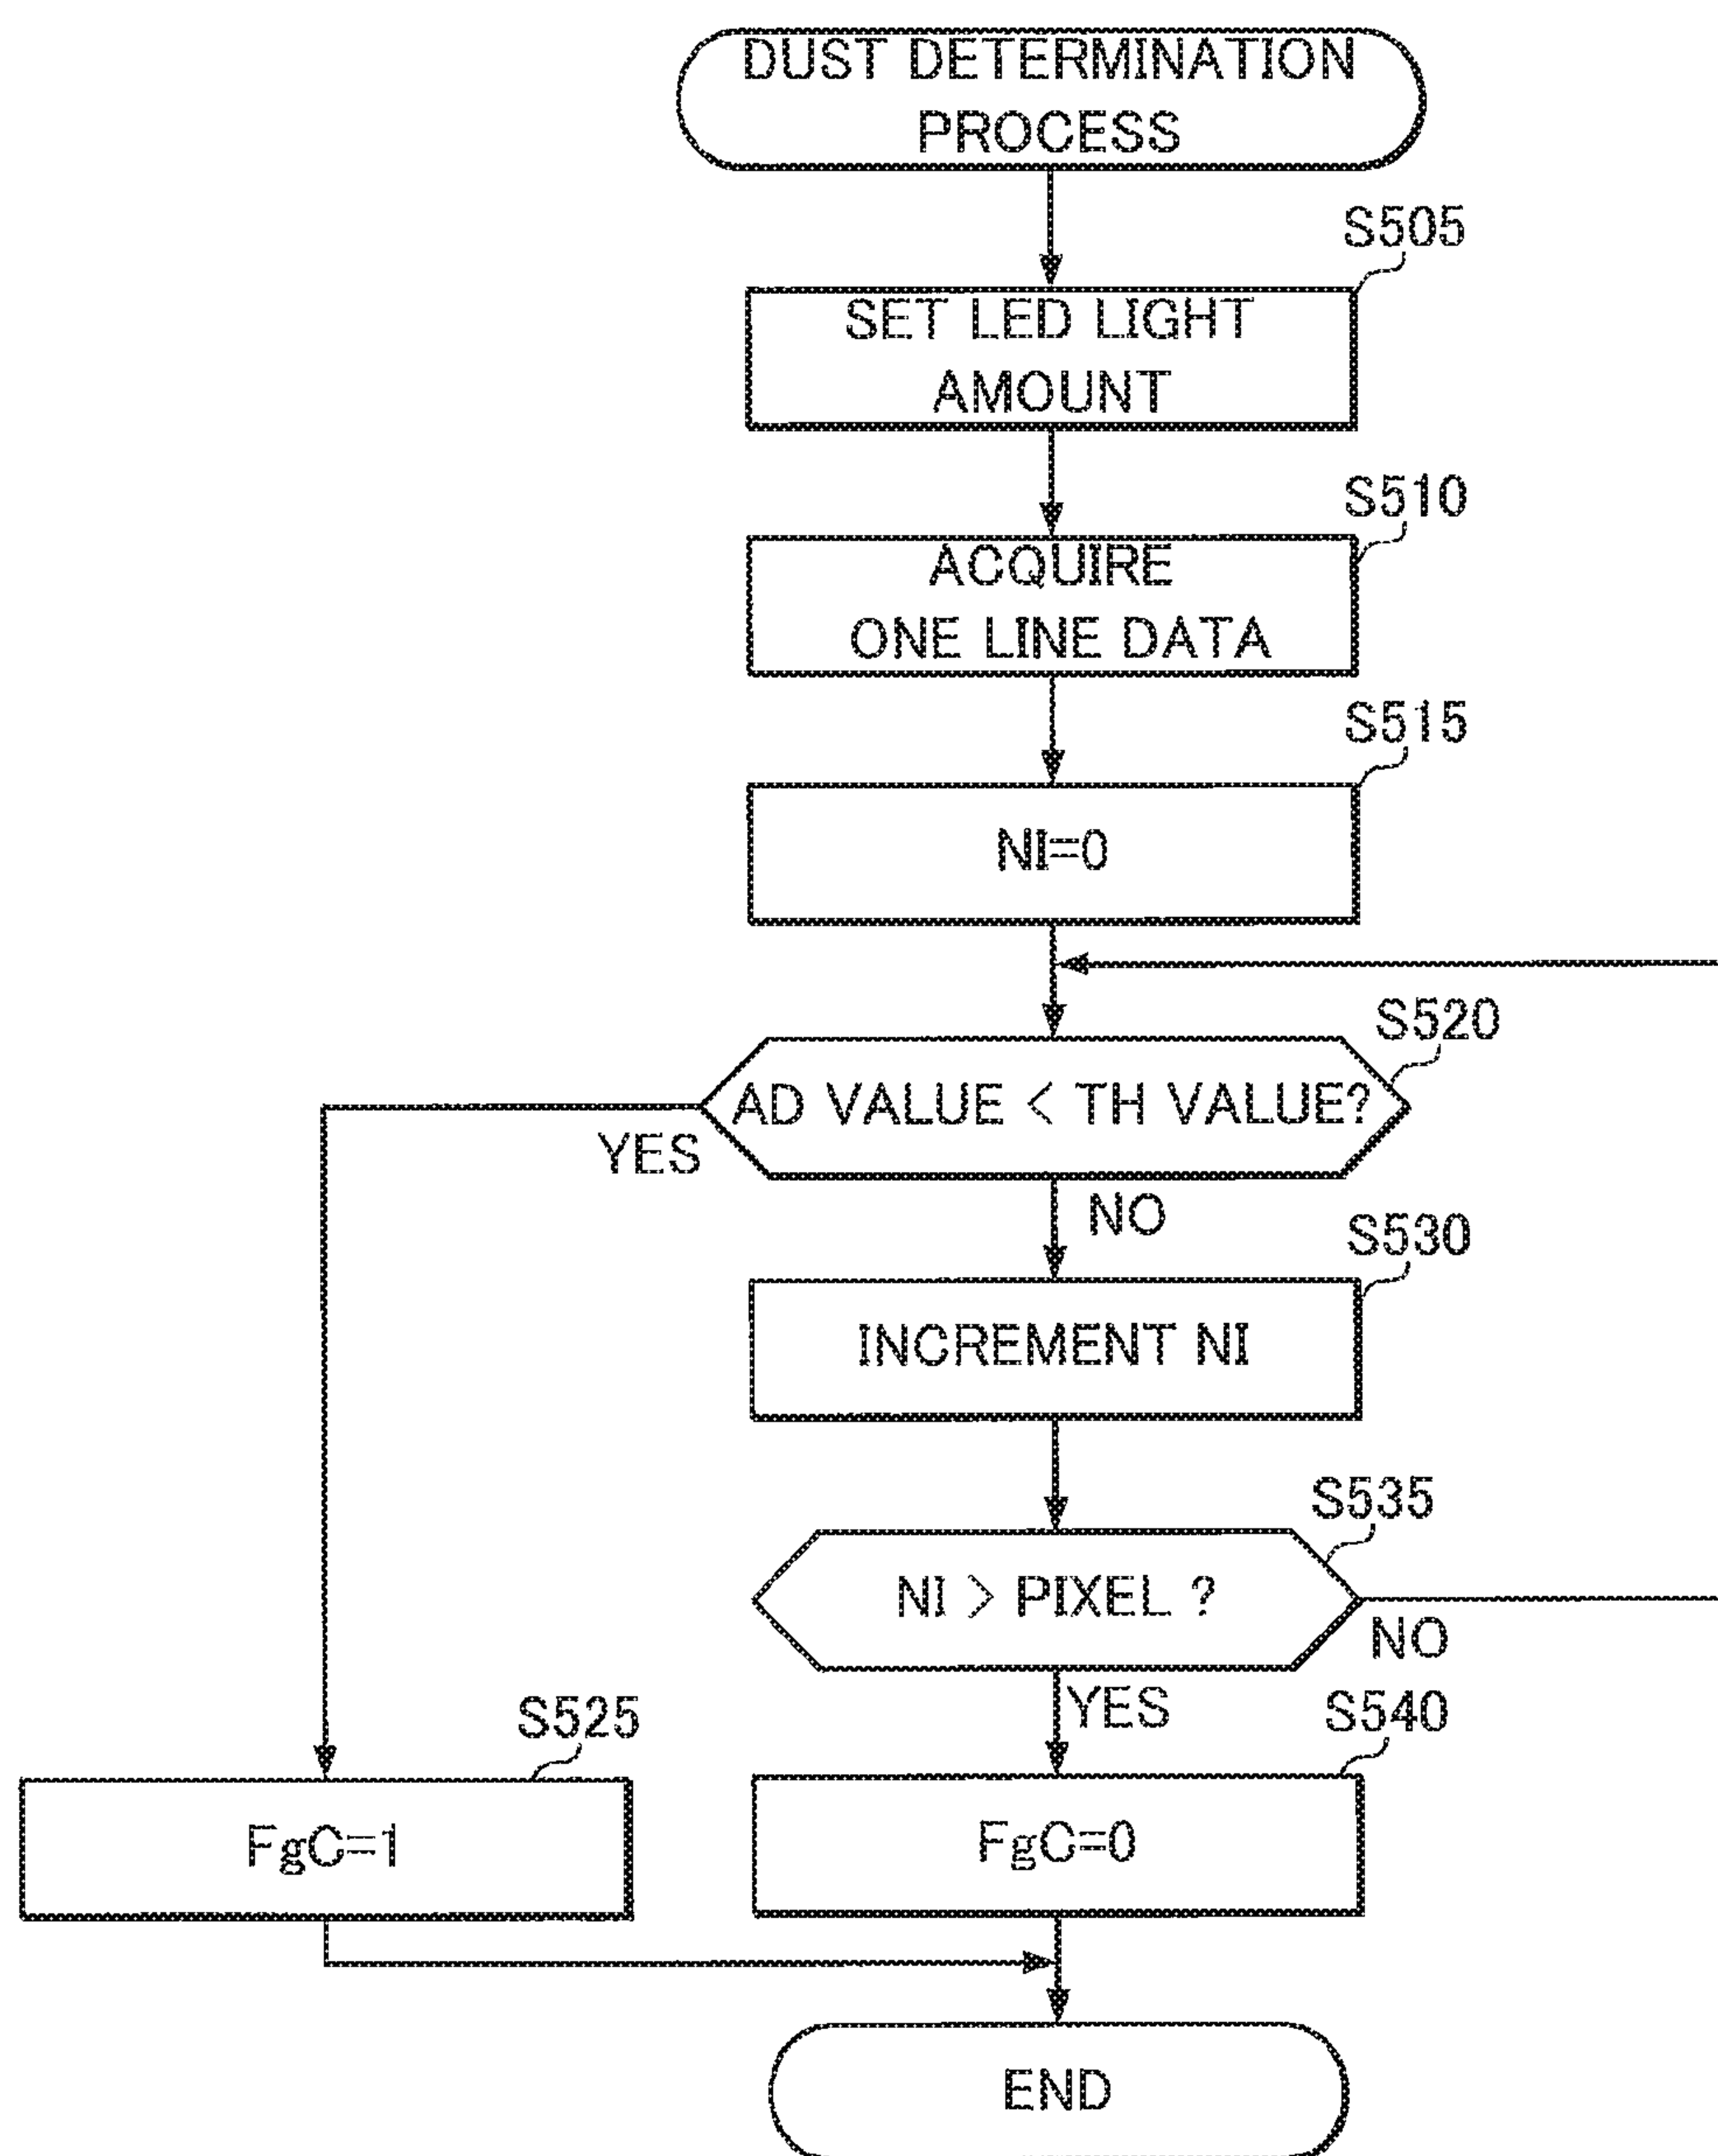 DUST DETERMINATION
PROCESS
S505
SET LED LIGHT
AMOUNT
S510
ACQUIRE
ONE LINE DATA
S515
NI=0
S520
AD VALUE < TH VALUE?
YES
NO
S530
INCREMENT NI
S535
NI > PIXEL ?
NO
YES
S525
S540
FgC=1
FgC=0
END